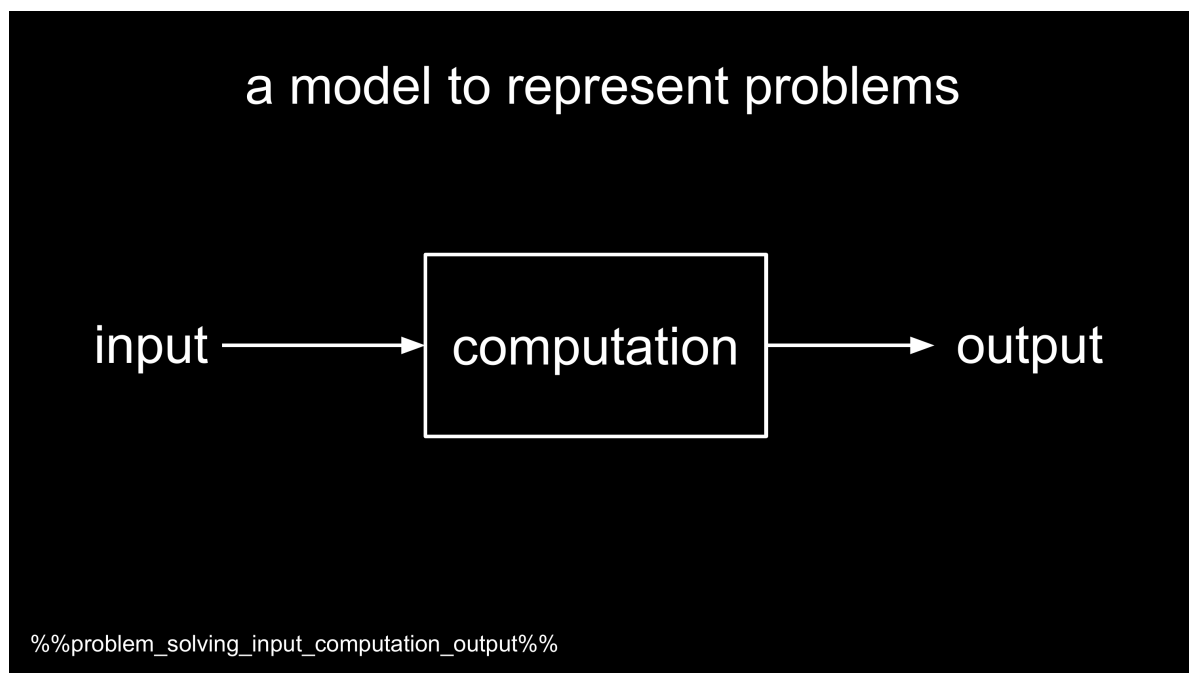 a model to represent problems
input
computation
output
%%problem_solving_input_computation_output%%